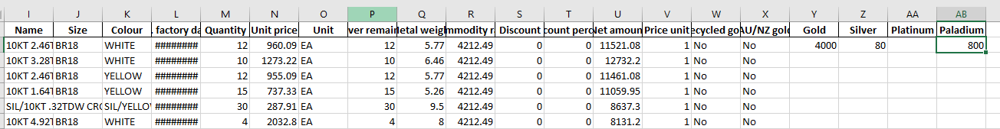 I J K L M N O P Q R S T U V W X Y Z AA AB
Name Size Colour factory da Quantity Unit price Unit ver remain Metal weigh mmodity r Discount count perc Net amoun Price unit ecycled go AU/NZ gold Gold Silver Platinum Paladium
10KT 2.46T BR18 WHITE ######## 12 960.09 EA 12 5.77 4212.49 0 0 11521.08 1 No No 4000 80 800
10KT 3.28T BR18 WHITE ######## 10 1273.22 EA 10 6.46 4212.49 0 0 12732.2 1 No No
10KT 2.46T BR18 YELLOW ######## 12 955.09 EA 12 5.77 4212.49 0 0 11461.08 1 No No
10KT 1.64T BR18 YELLOW ######## 15 737.33 EA 15 5.26 4212.49 0 0 11059.95 1 No No
SIL/10KT .32TDW CR SIL/YELLO ######## 30 287.91 EA 30 9.5 4212.49 0 0 8637.3 1 No No
10KT 4.92T BR18 WHITE ######## 4 2032.8 EA 4 8 4212.49 0 0 8131.2 1 No No